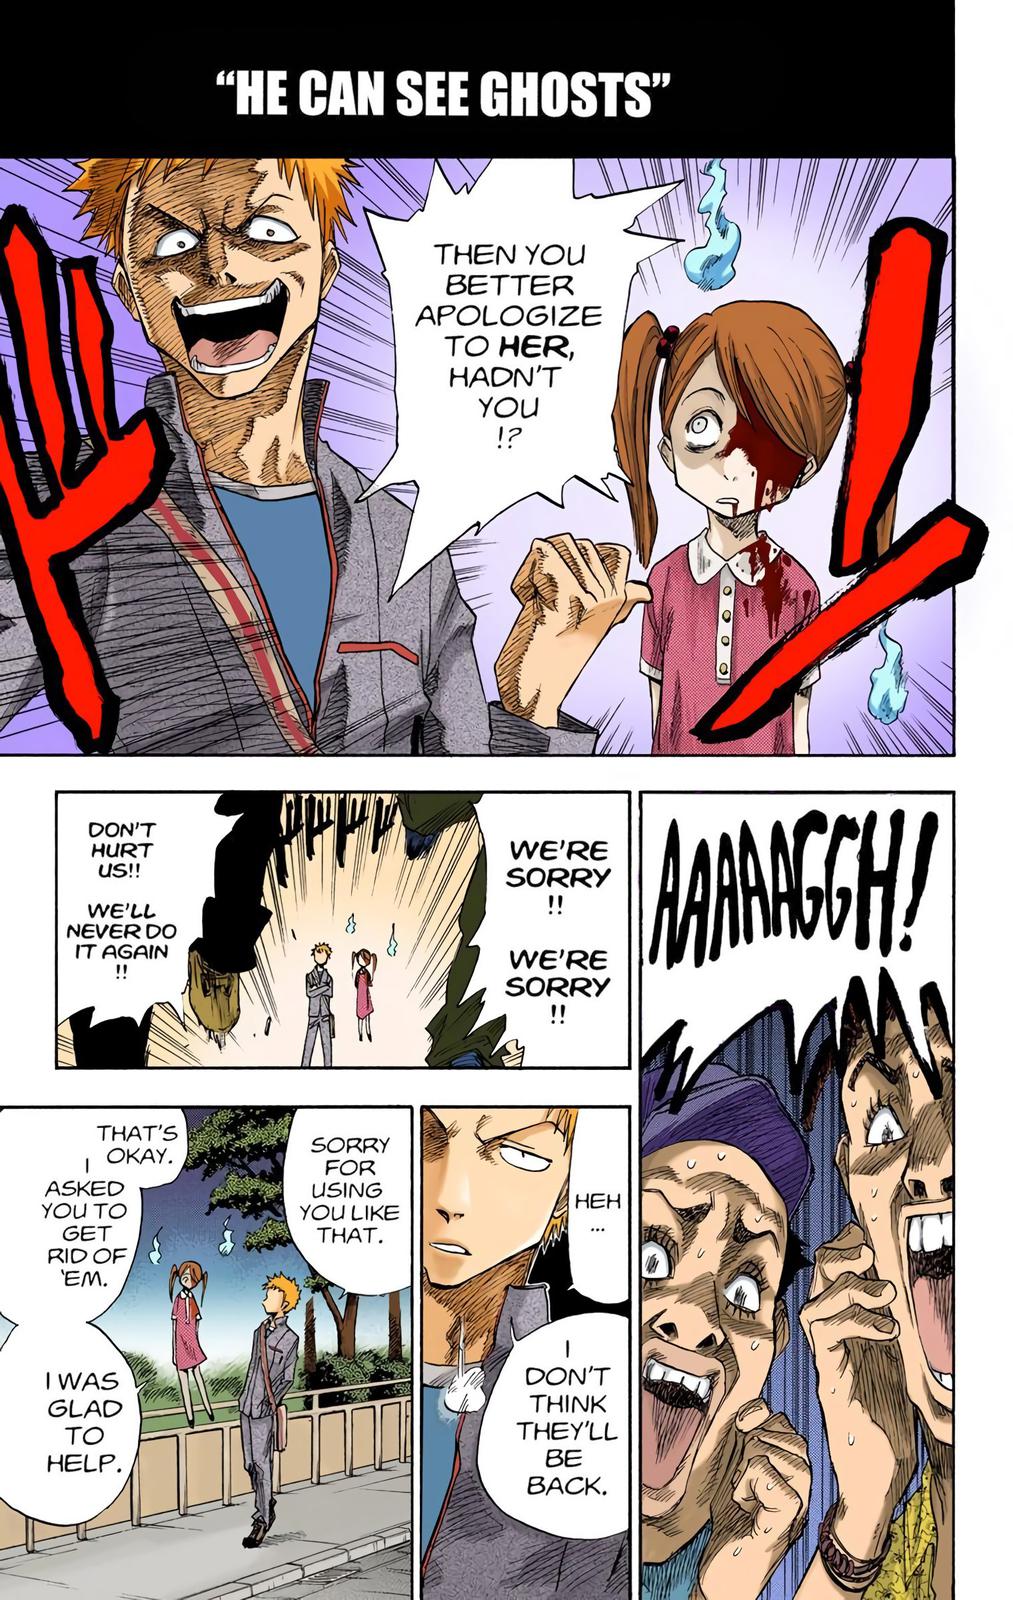 “HE CAN SEE GHOSTS”
THEN YOU
BETTER
APOLOGIZE
TO HER,
HADN'T
YOU
!?
ドン
AAAAAGGH!
WE'RE
SORRY
!!
WE'RE
SORRY
!!
DON'T
HURT
US!!
WE'LL
NEVER DO
IT AGAIN
!!
HEH
...
I
DON'T
THINK
THEY'LL
BE
BACK.
SORRY
FOR
USING
YOU LIKE
THAT.
THAT'S
OKAY.
I
ASKED
YOU TO
GET
RID OF
'EM.
I WAS
GLAD
TO
HELP.